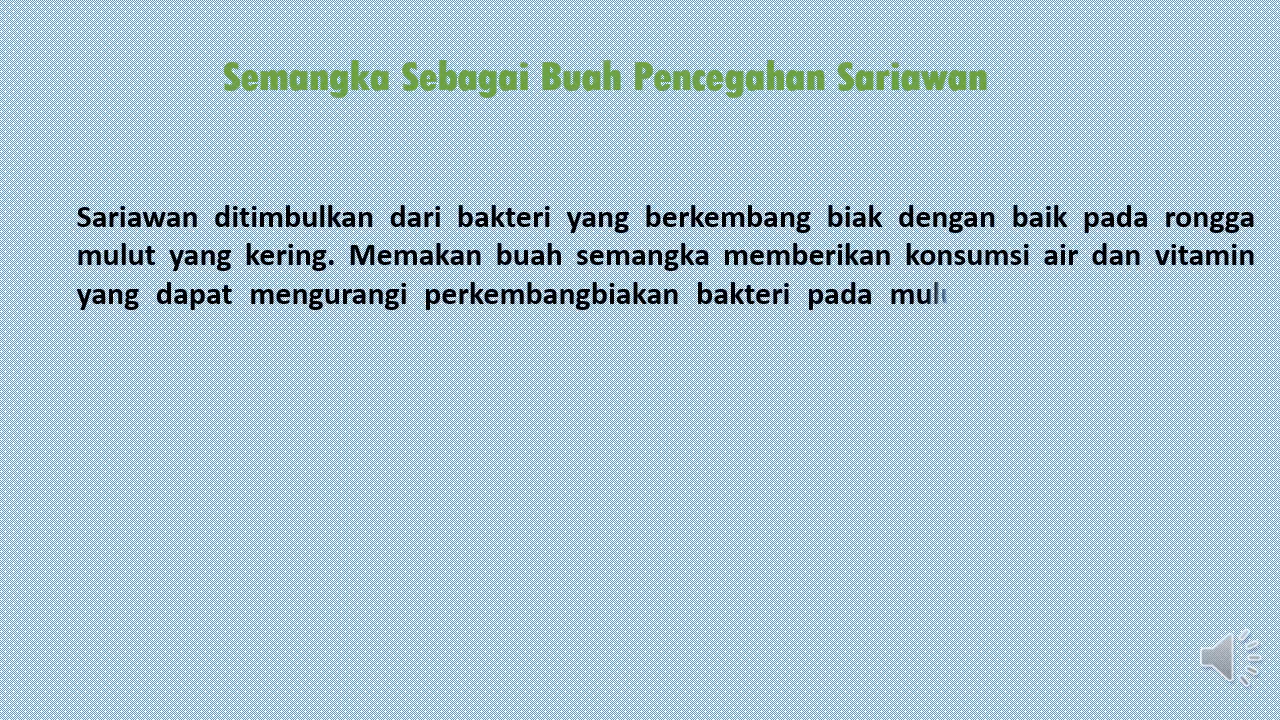 Semangka Sebagai Buah Pencegahan Sariawan
Sariawan ditimbulkan dari bakteri yang berkembang biak dengan baik pada rongga
mulut yang kering. Memakan buah semangka memberikan konsumsi air dan vitamin
yang dapat mengurangi perkembangbiakan bakteri pada